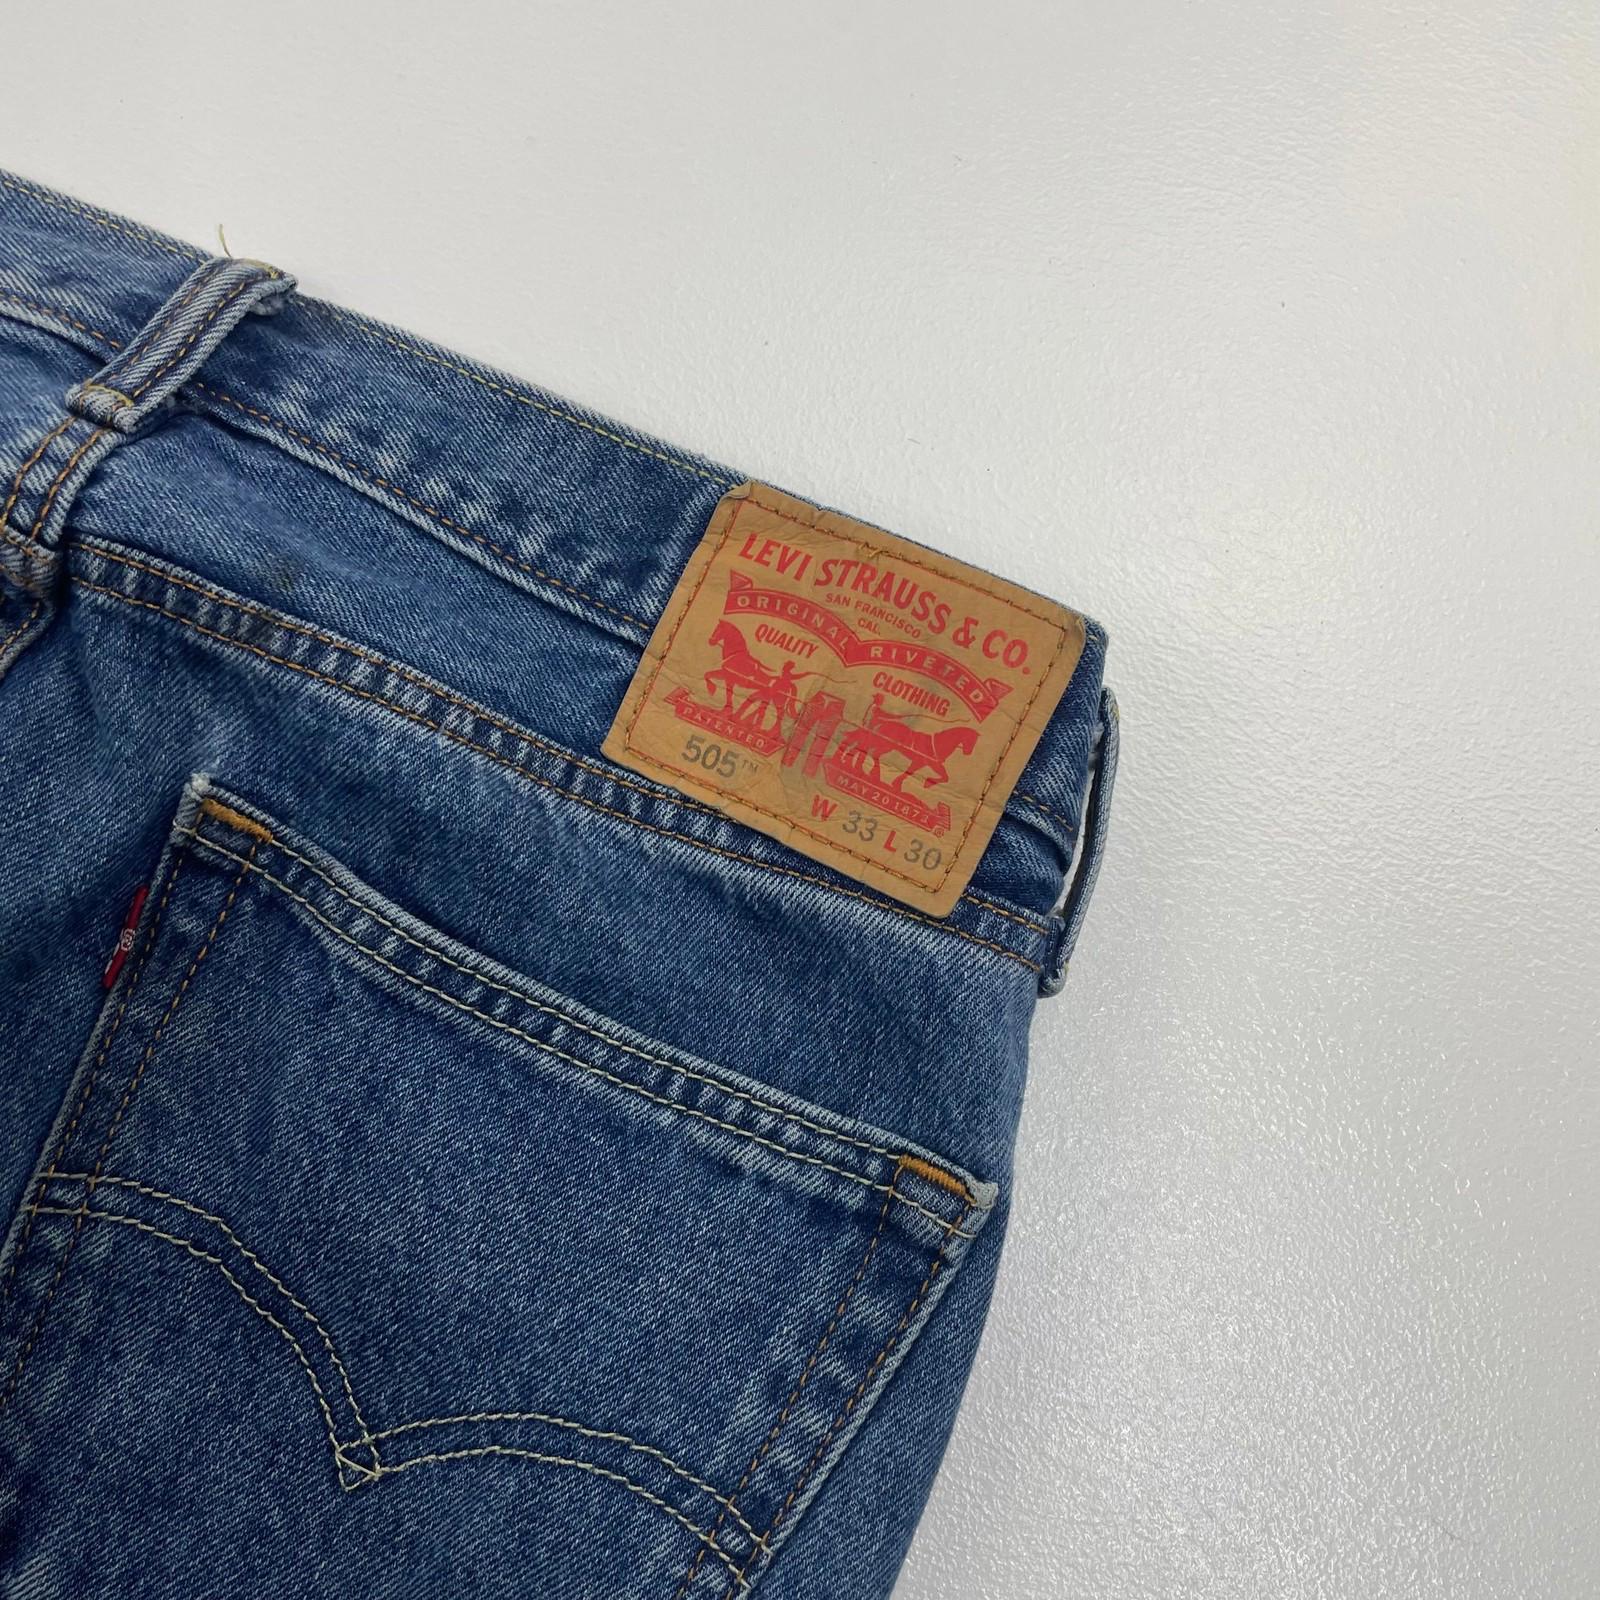 LEVI STRAUSS & CO.
SAN FRANCISCO
CAL.
ORIGINAL RIVETED
QUALITY CLOTHING
PATENTED
MAY 20 1873 ®
505™
W 33 L 30